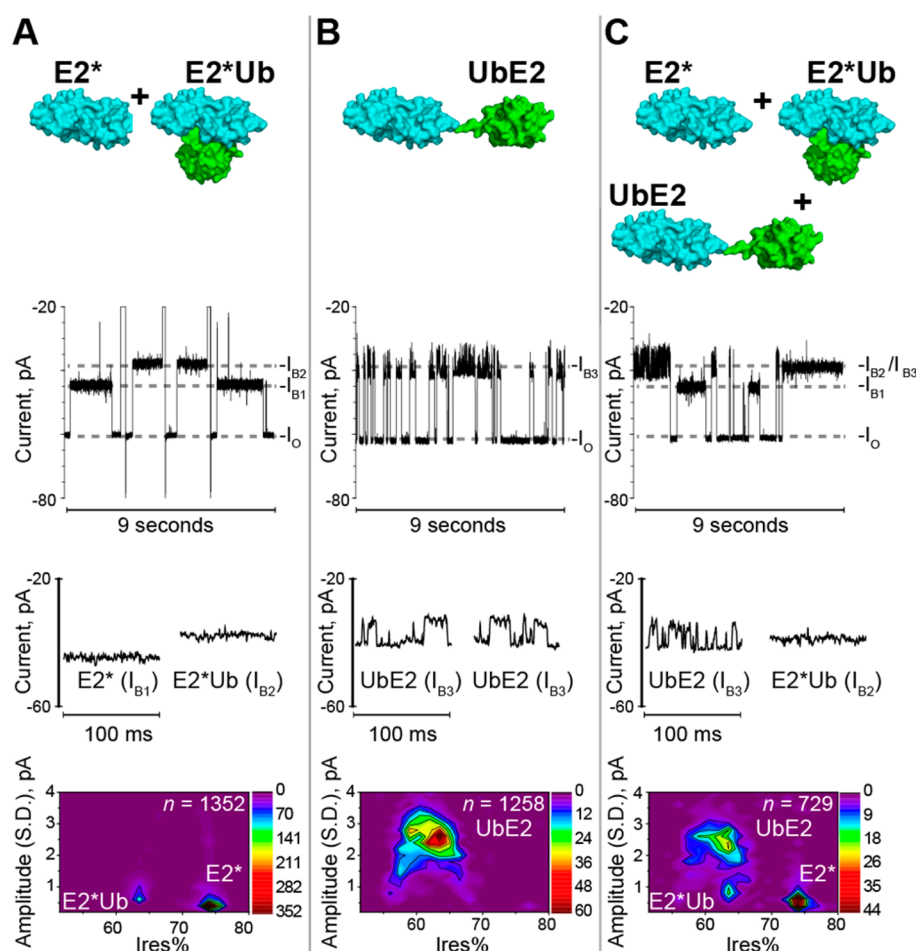 A
E2*
+
E2*Ub
-20
Current, pA
-80
-I_B2
-I_B1
-I_O
9 seconds
-20
Current, pA
-60
E2* (I_B1)
E2*Ub (I_B2)
100 ms
Amplitude (S.D.), pA
4
3
2
1
n = 1352
E2*Ub
E2*
60
70
80
Ires%
0
70
141
211
282
352
B
UbE2
-20
Current, pA
-80
-I_B3
-I_O
9 seconds
-20
Current, pA
-60
UbE2 (I_B3)
UbE2 (I_B3)
100 ms
Amplitude (S.D.), pA
4
3
2
1
n = 1258
UbE2
60
70
80
Ires%
0
12
24
36
48
60
C
E2*
+
E2*Ub
+
UbE2
-20
Current, pA
-80
-I_B2/I_B3
-I_B1
-I_O
9 seconds
-20
Current, pA
-60
UbE2 (I_B3)
E2*Ub (I_B2)
100 ms
Amplitude (S.D.), pA
4
3
2
1
n = 729
UbE2
E2*Ub
E2*
60
70
80
Ires%
0
9
18
26
35
44